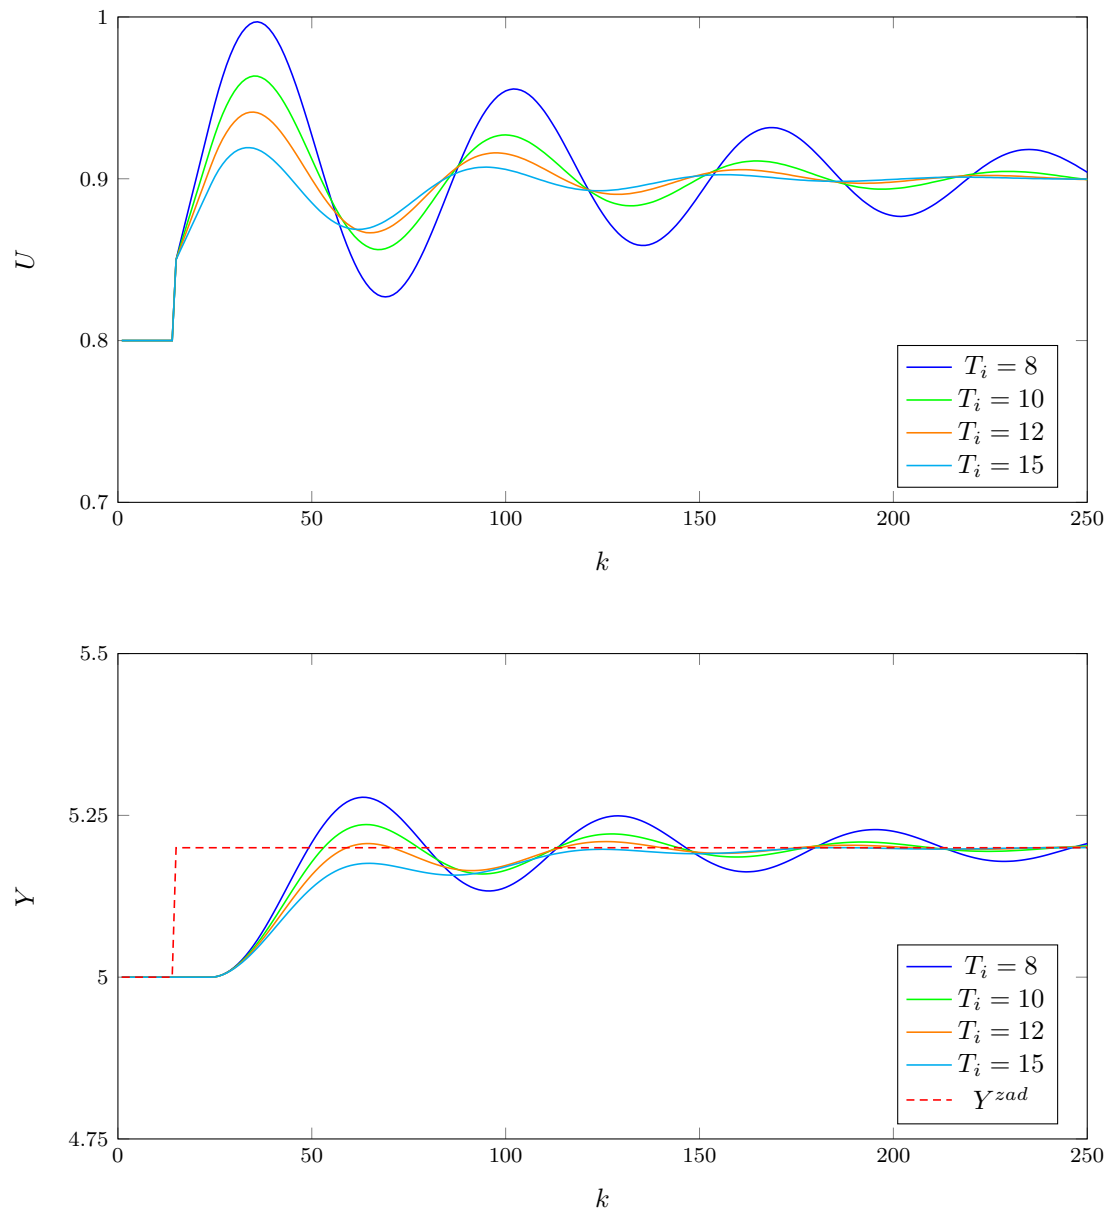 1
0.9
0.8
0.7
U
0
50
100
150
200
250
k
T_i = 8
T_i = 10
T_i = 12
T_i = 15
5.5
5.25
5
4.75
Y
0
50
100
150
200
250
k
T_i = 8
T_i = 10
T_i = 12
T_i = 15
Y^{zad}